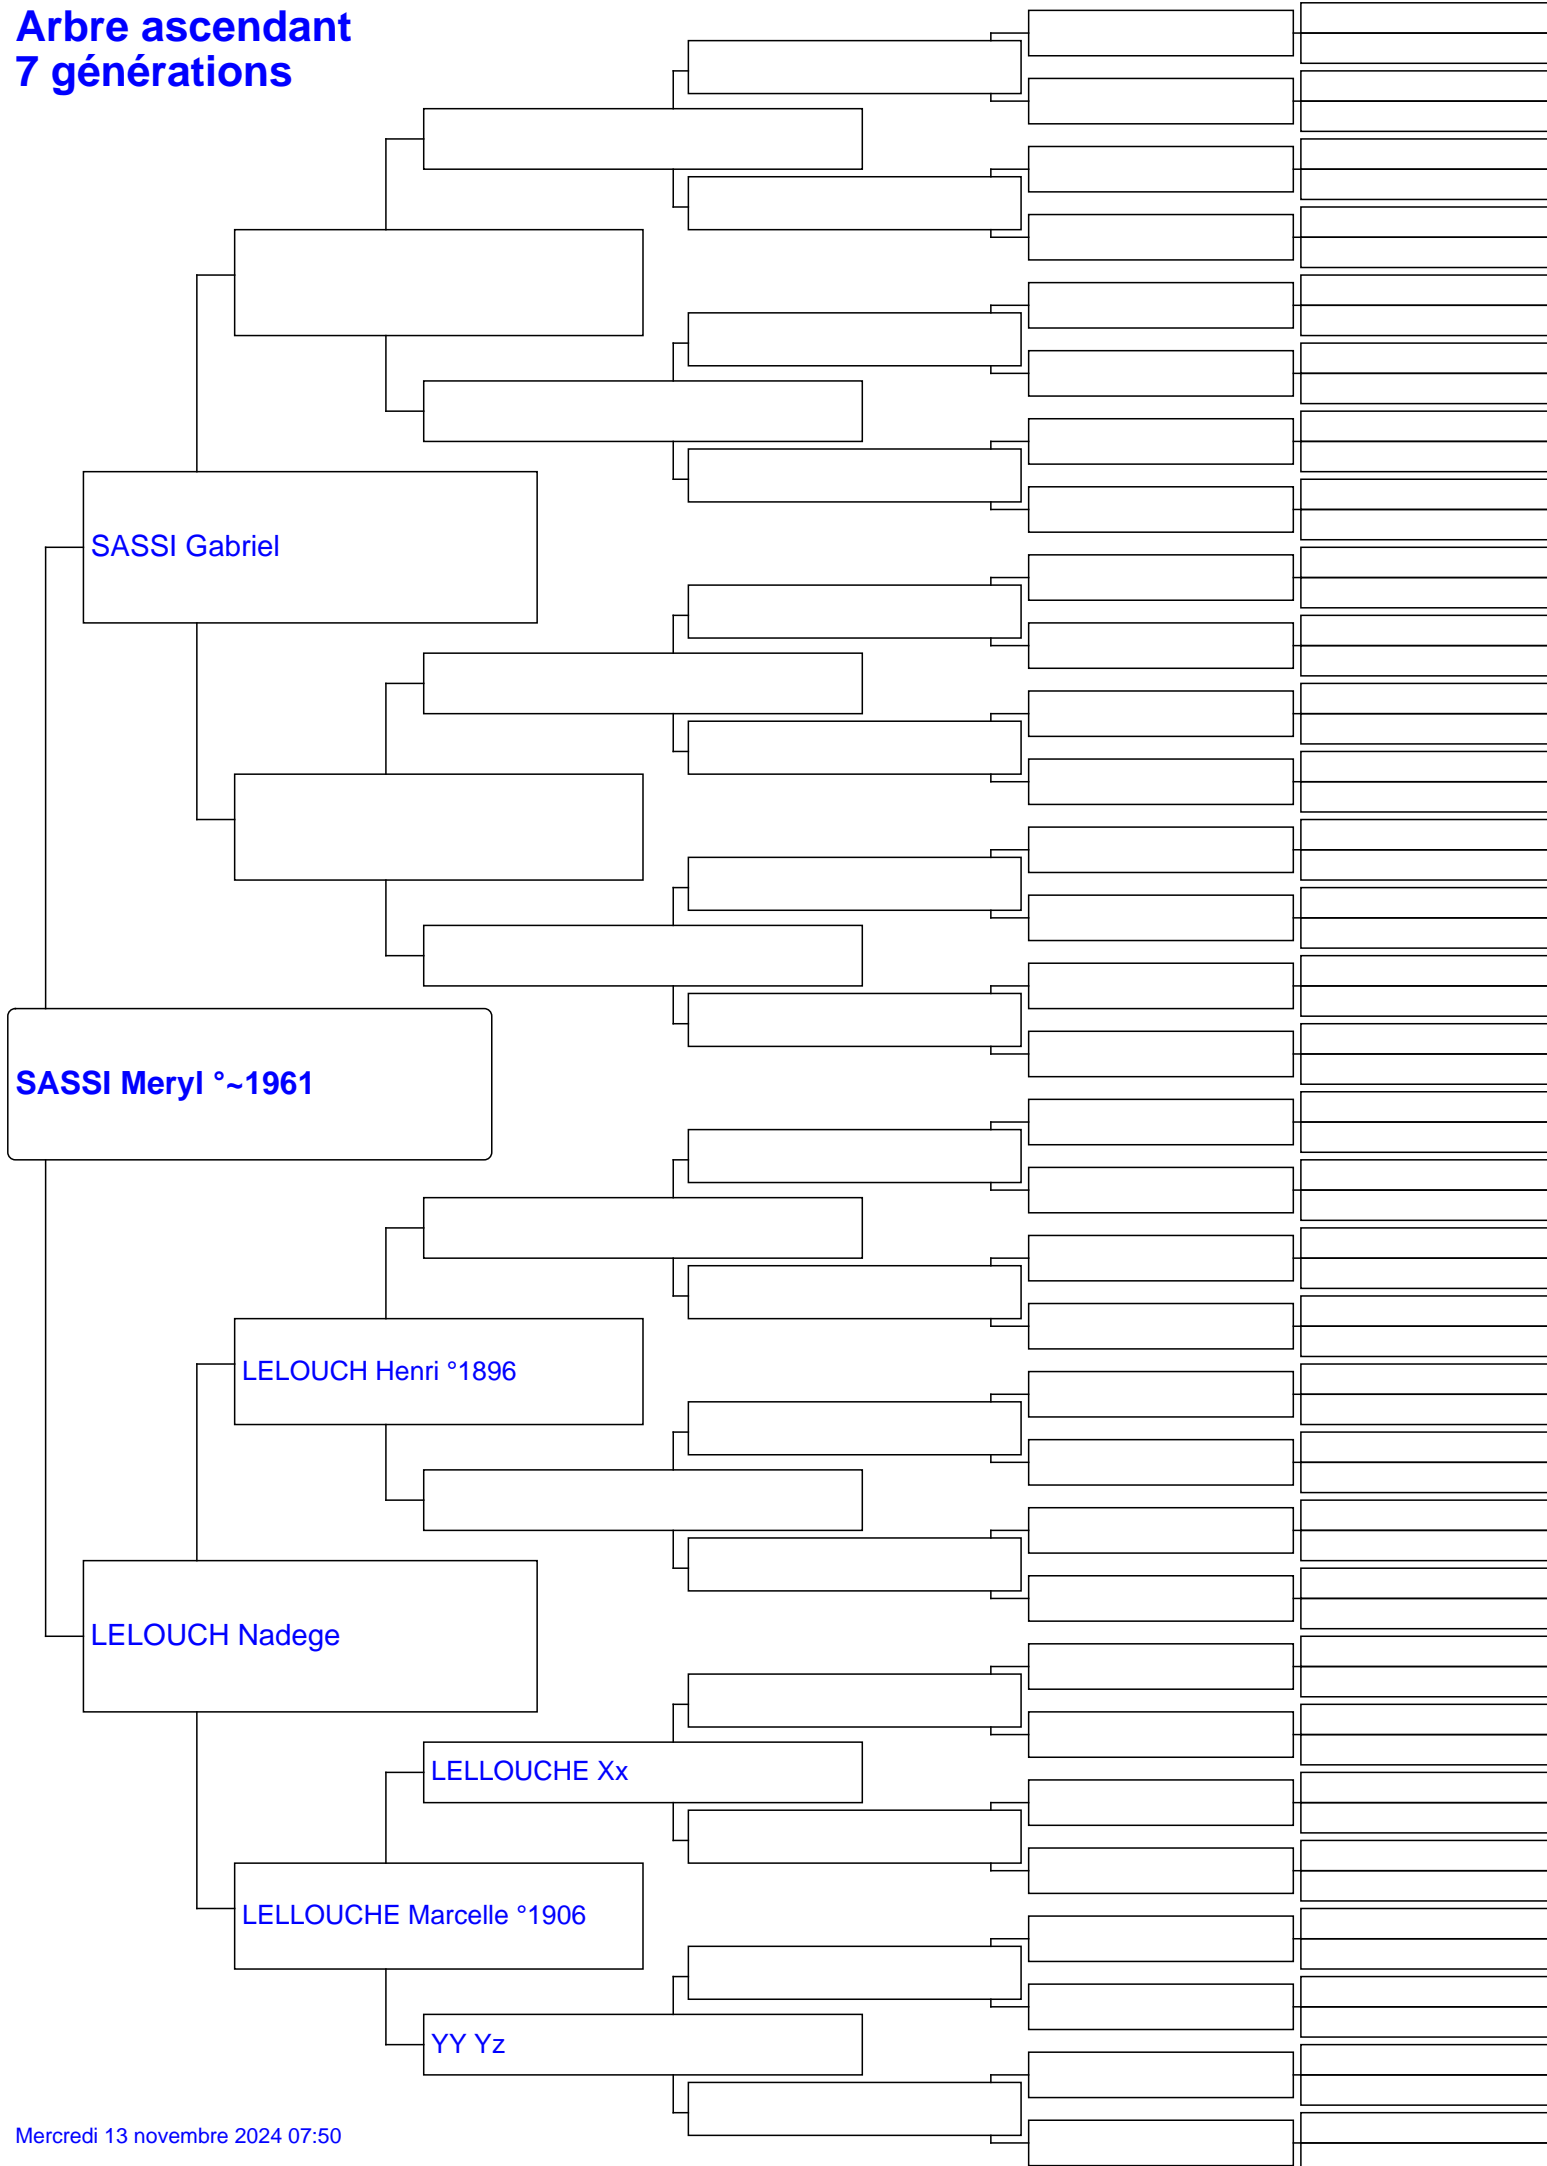 Arbre ascendant
7 générations
SASSI Gabriel
SASSI Meryl °~1961
LELOUCH Henri °1896
LELOUCH Nadege
LELLOUCHE Xx
LELLOUCHE Marcelle °1906
YY Yz
Mercredi 13 novembre 2024 07:50